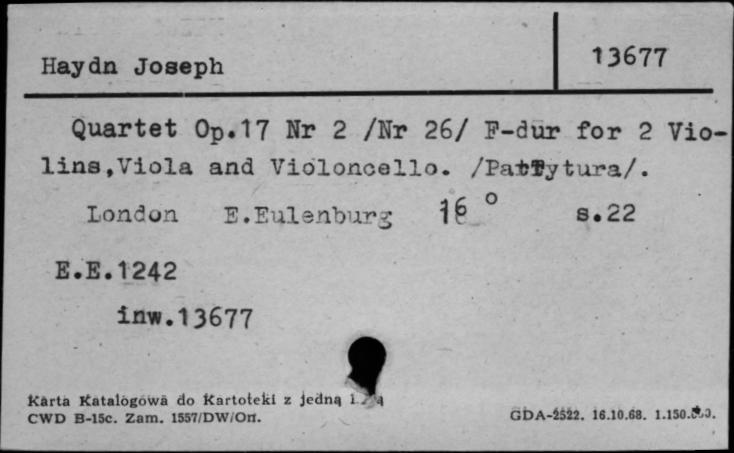 Haydn Joseph 13677
Quartet Op.17 Nr 2 /Nr 26/ F-dur for 2 Vio-
lins,Viola and Violoncello. /Partytura/.
London E.Eulenburg 16° s.22
E.E.1242
inw.13677
Karta Katalogowa do Kartoteki z jedną
CWD B-15c. Zam. 1557/DW/Orf.
GDA-2522. 16.10.68.